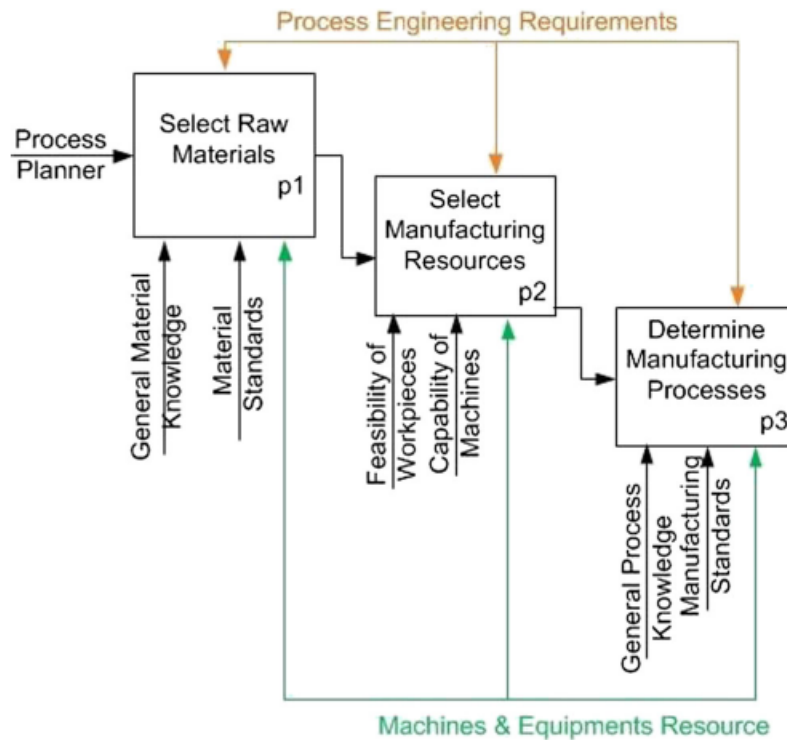 Process Engineering Requirements
Select Raw
Materials
p1
Process
Planner
Select
Manufacturing
Resources
p2
General Material
Knowledge
Material
Standards
Determine
Manufacturing
Processes
p3
Feasibility of
Workpieces
Capability of
Machines
General Process
Knowledge
Manufacturing
Standards
Machines & Equipments Resource